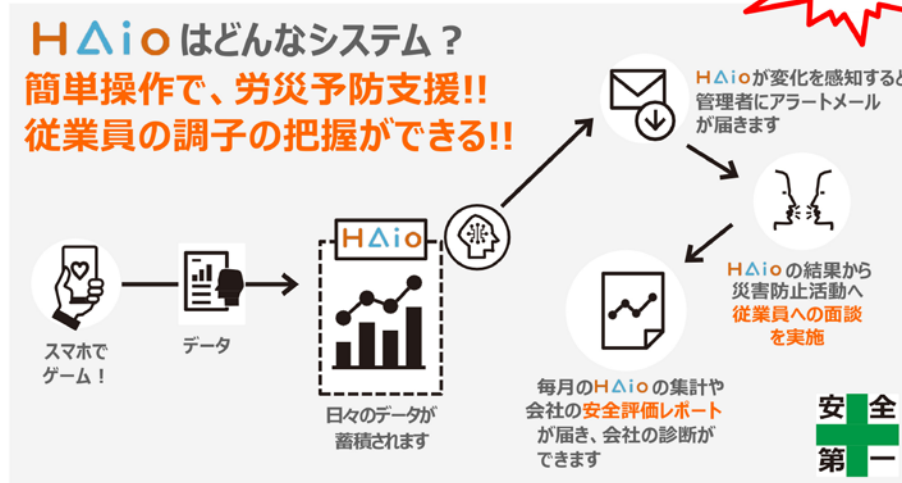 HΔioはどんなシステム？
簡単操作で、労災予防支援!!
従業員の調子の把握ができる!!
HΔioが変化を感知すると
管理者にアラートメール
が届きます
HΔio
スマホで
ゲーム！
データ
日々のデータが
蓄積されます
HΔioの結果から
災害防止活動へ
従業員への面談
を実施
毎月のHΔioの集計や
会社の安全評価レポート
が届き、会社の診断が
できます
安全
第一